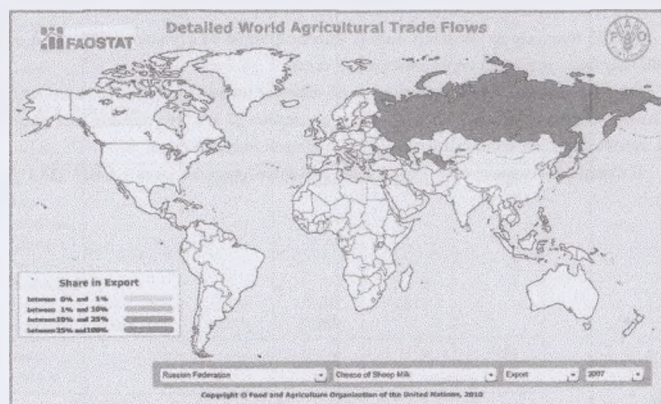 FAOSTAT
Detailed World Agricultural Trade Flows
Share in Export
between 0% and 1%
between 1% and 10%
between 10% and 25%
between 25% and 100%
Russian Federation
Cheese of Sheep Milk
Export
2007
Copyright © Food and Agriculture Organization of the United Nations, 2010